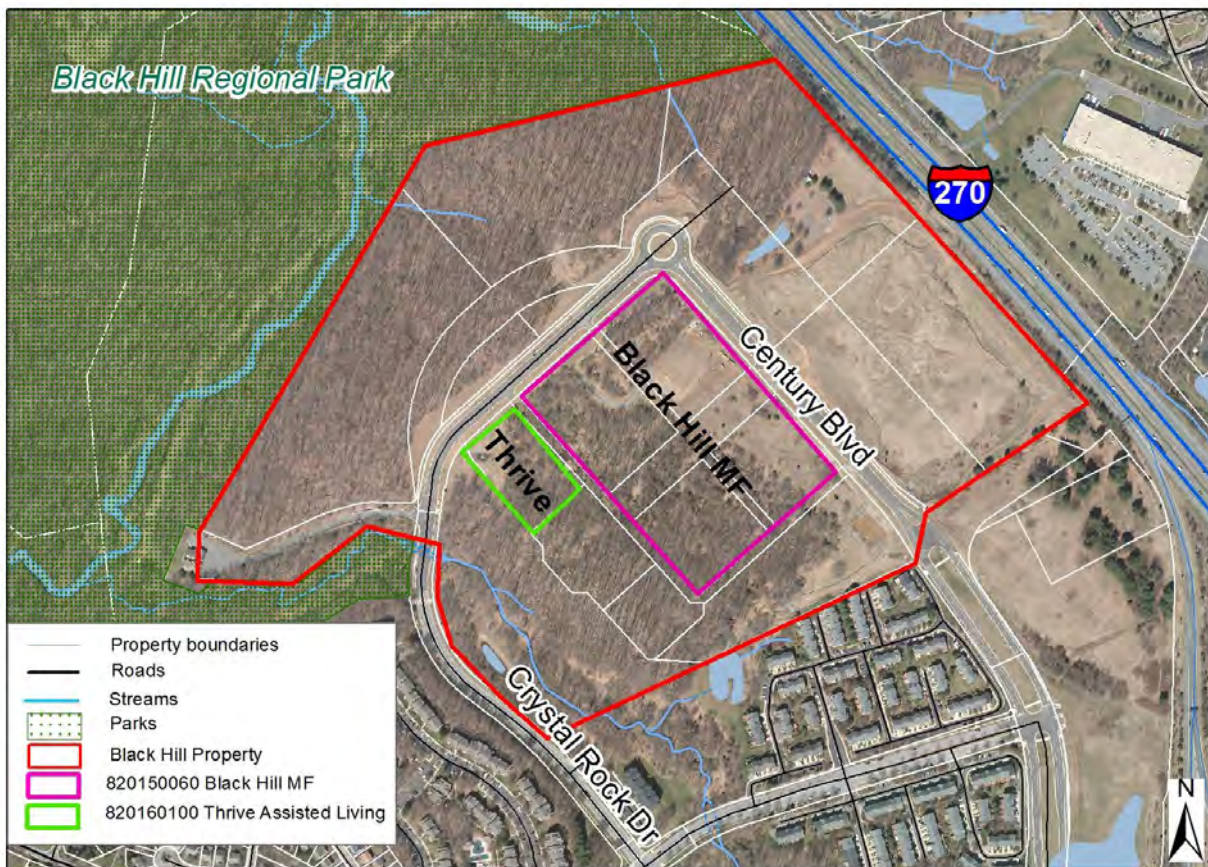 Black Hill Regional Park
270
Century Blvd
Black Hill MF
Thrive
Crystal Rock Dr
Property boundaries
Roads
Streams
Parks
Black Hill Property
820150060 Black Hill MF
820160100 Thrive Assisted Living
N